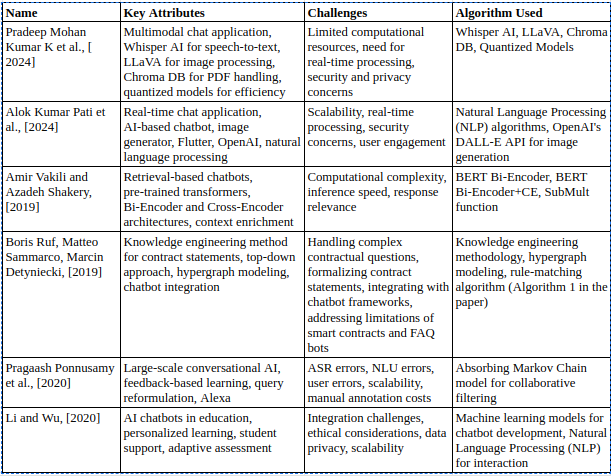 Name
Key Attributes
Challenges
Algorithm Used
Pradeep Mohan
Kumar K et al., [
2024]
Multimodal chat application,
Whisper AI for speech-to-text,
LLaVA for image processing,
Chroma DB for PDF handling,
quantized models for efficiency
Limited computational
resources, need for
real-time processing,
security and privacy
concerns
Whisper AI, LLaVA, Chroma
DB, Quantized Models
Alok Kumar Pati et
al., [2024]
Real-time chat application,
AI-based chatbot, image
generator, Flutter, OpenAI, natural
language processing
Scalability, real-time
processing, security
concerns, user engagement
Natural Language Processing
(NLP) algorithms, OpenAI's
DALL-E API for image
generation
Amir Vakili and
Azadeh Shakery,
[2019]
Retrieval-based chatbots,
pre-trained transformers,
Bi-Encoder and Cross-Encoder
architectures, context enrichment
Computational complexity,
inference speed, response
relevance
BERT Bi-Encoder, BERT
Bi-Encoder+CE, SubMult
function
Boris Ruf, Matteo
Sammarco, Marcin
Detyniecki, [2019]
Knowledge engineering method
for contract statements, top-down
approach, hypergraph modeling,
chatbot integration
Handling complex
contractual questions,
formalizing contract
statements, integrating with
chatbot frameworks,
addressing limitations of
smart contracts and FAQ
bots
Knowledge engineering
methodology, hypergraph
modeling, rule-matching
algorithm (Algorithm 1 in the
paper)
Pragaash Ponnusamy
et al., [2020]
Large-scale conversational AI,
feedback-based learning, query
reformulation, Alexa
ASR errors, NLU errors,
user errors, scalability,
manual annotation costs
Absorbing Markov Chain
model for collaborative
filtering
Li and Wu, [2020]
AI chatbots in education,
personalized learning, student
support, adaptive assessment
Integration challenges,
ethical considerations, data
privacy, scalability
Machine learning models for
chatbot development, Natural
Language Processing (NLP)
for interaction